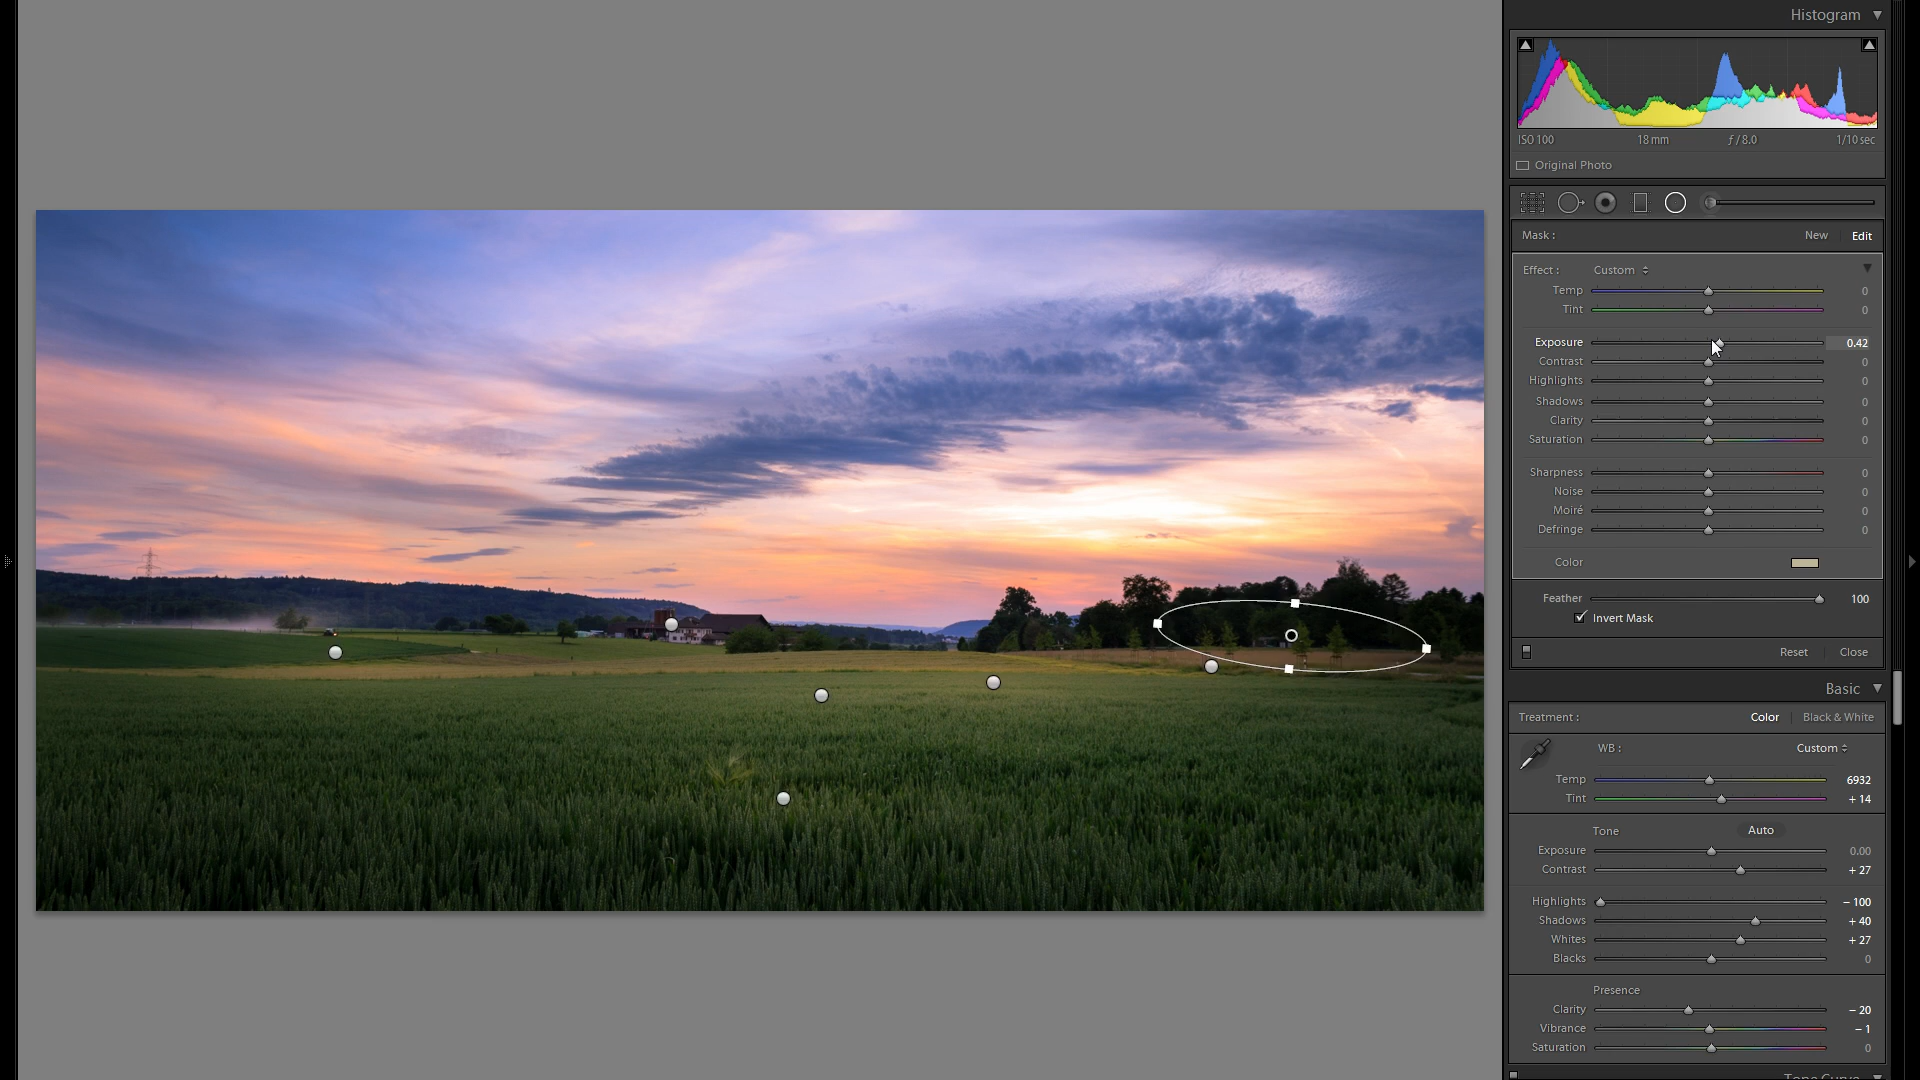 Histogram
ISO 100 18 mm ƒ / 8.0 1/10 sec
Original Photo
Mask : New Edit
Effect : Custom
Temp 0
Tint 0
Exposure 0.42
Contrast 0
Highlights 0
Shadows 0
Clarity 0
Saturation 0
Sharpness 0
Noise 0
Moiré 0
Defringe 0
Color
Feather 100
Invert Mask
Reset Close
Basic
Treatment : Color Black & White
WB : Custom
Temp 6932
Tint + 14
Tone Auto
Exposure 0.00
Contrast + 27
Highlights − 100
Shadows + 40
Whites + 27
Blacks 0
Presence
Clarity − 20
Vibrance − 1
Saturation 0
Tone Curve